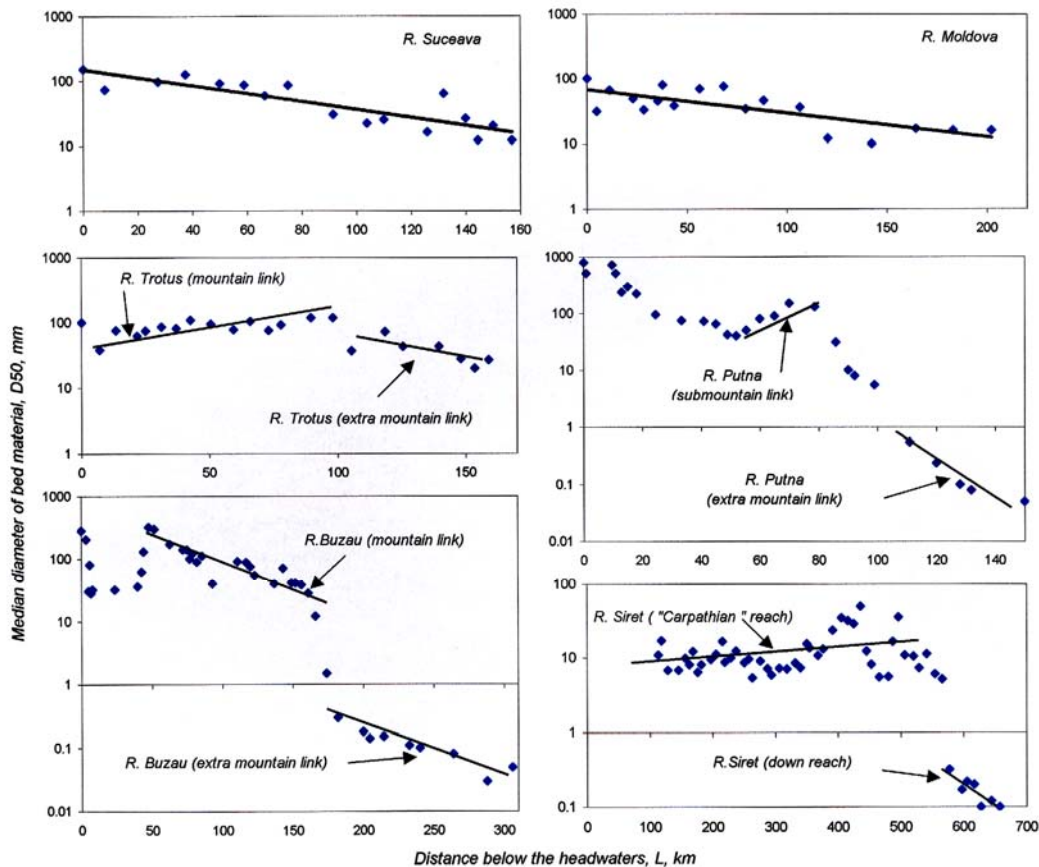 R. Suceava
1000
100
10
1
0 20 40 60 80 100 120 140 160
R. Moldova
1000
100
10
1
0 50 100 150 200
R. Trotus (mountain link)
1000
100
10
1
R. Trotus (extra mountain link)
0 50 100 150
1000
100
10
R. Putna
(submountain link)
1
R. Putna
(extra mountain link)
0.1
0.01
0 20 40 60 80 100 120 140
1000
100
R.Buzau
(mountain link)
10
1
0.1
R. Buzau (extra mountain link)
0.01
0 50 100 150 200 250 300
100
R. Siret ( "Carpathian " reach)
10
1
R.Siret (down reach)
0.1
0 100 200 300 400 500 600 700
Median diameter of bed material, D50, mm
Distance below the headwaters, L, km